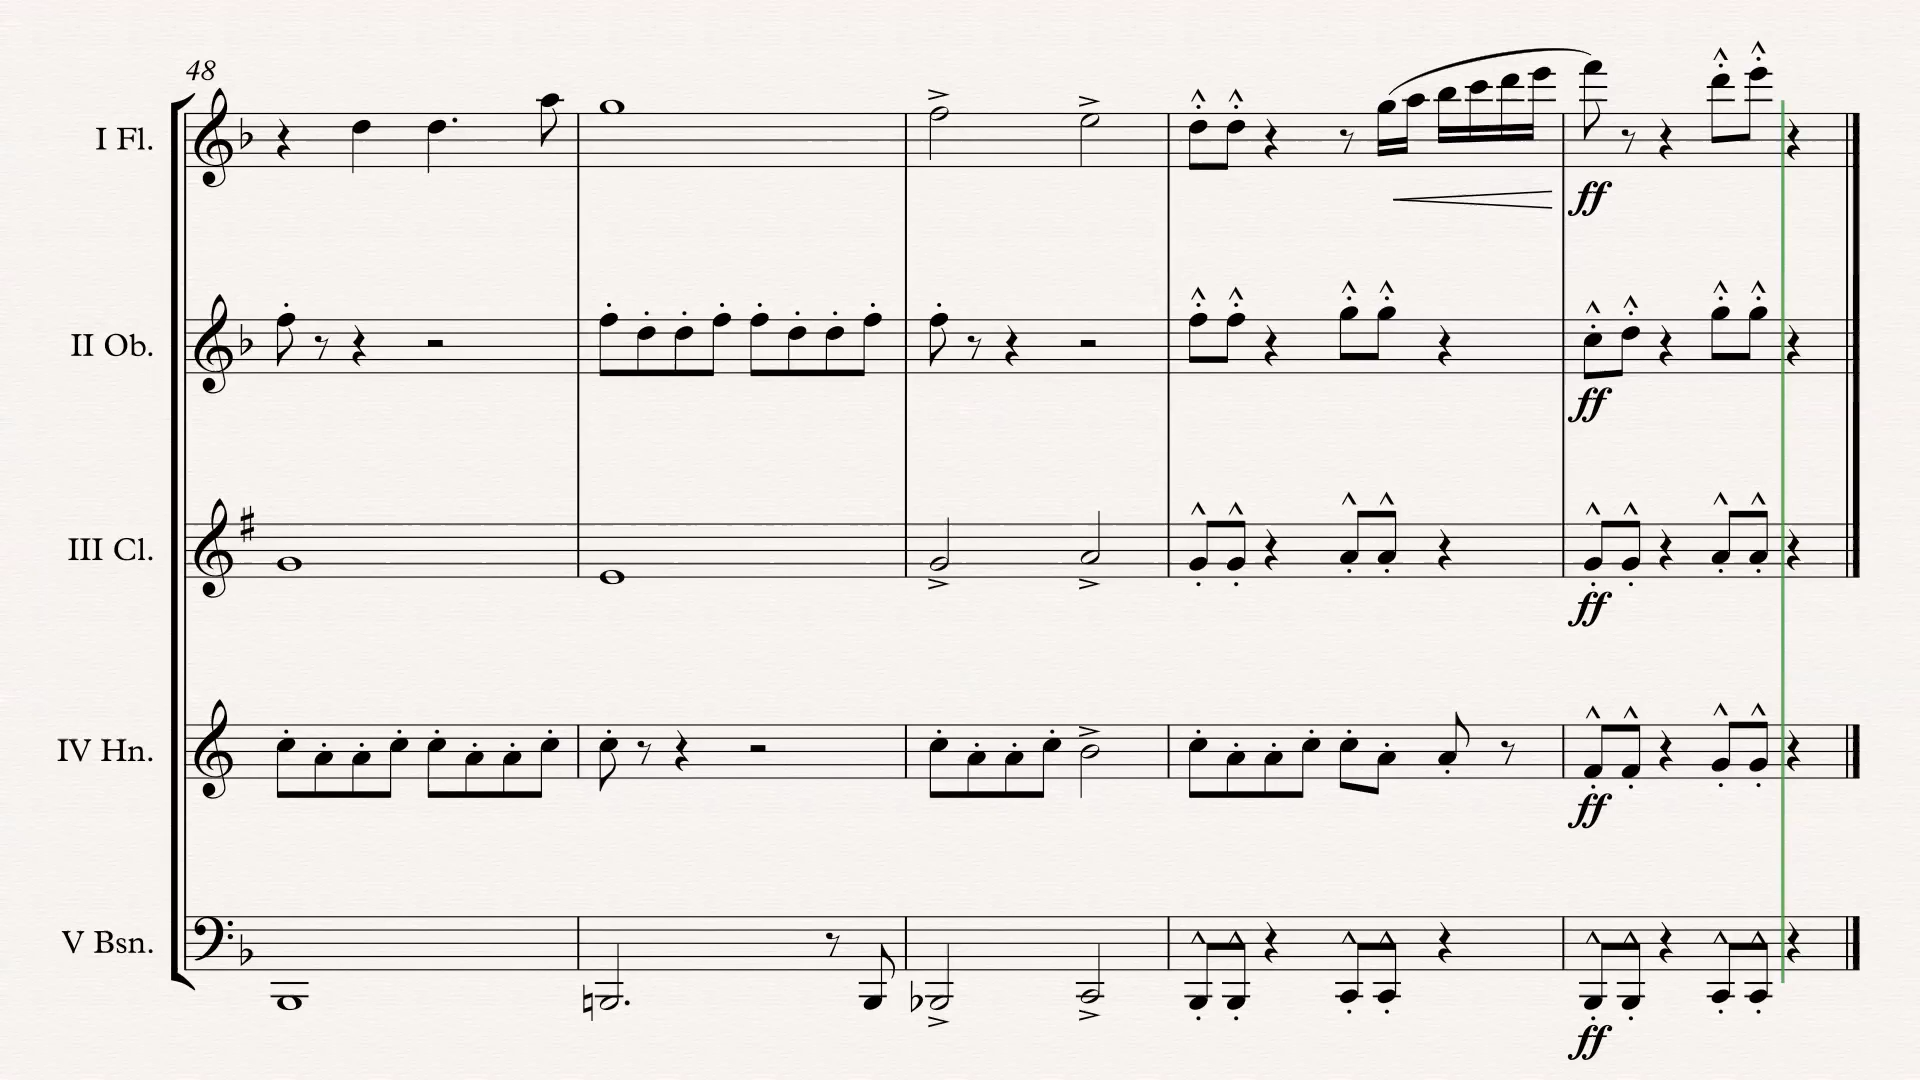 48
I Fl.
ff
II Ob.
ff
III Cl.
ff
IV Hn.
ff
V Bsn.
ff